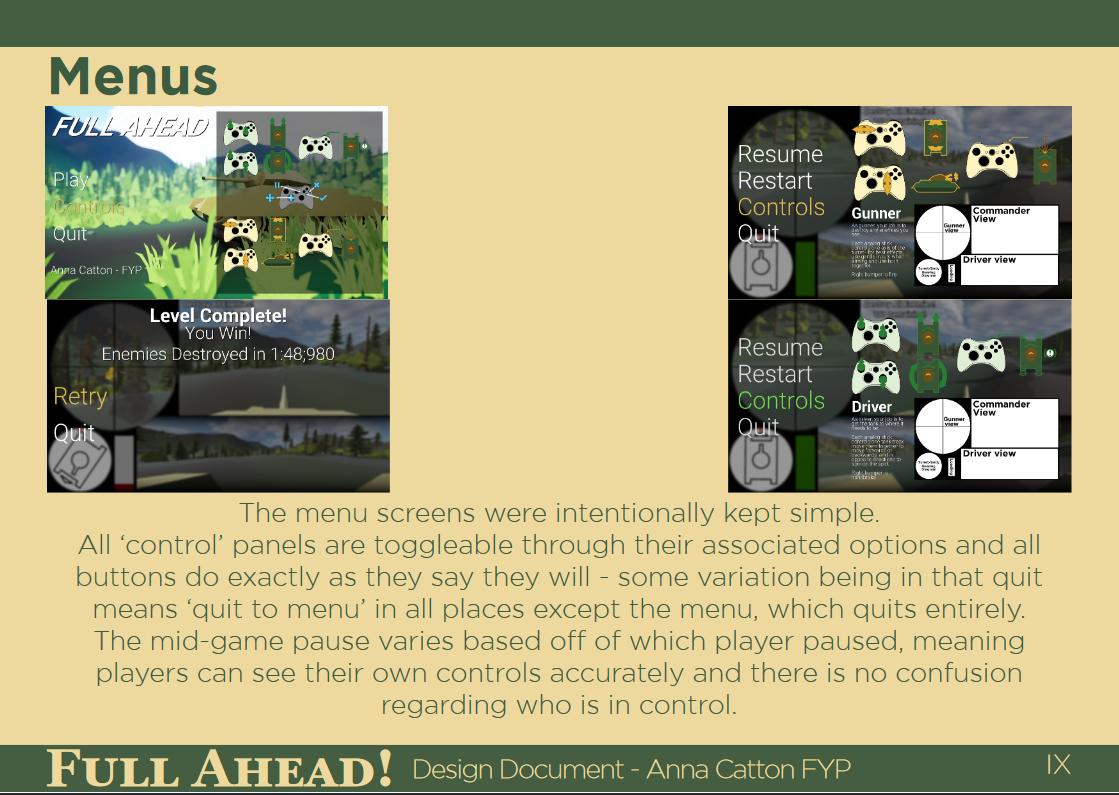 Menus
FULL AHEAD
Play
Controls
Quit
Anna Catton - FYP
Resume
Restart
Controls
Quit
Gunner
Gunner view
Commander View
Driver view
Right bumper is fire
Level Complete!
You Win!
Enemies Destroyed in 1:48;980
Retry
Quit
Resume
Restart
Controls
Quit
Driver
Gunner view
Commander View
Driver view
The menu screens were intentionally kept simple.
All ‘control’ panels are toggleable through their associated options and all
buttons do exactly as they say they will - some variation being in that quit
means ‘quit to menu’ in all places except the menu, which quits entirely.
The mid-game pause varies based off of which player paused, meaning
players can see their own controls accurately and there is no confusion
regarding who is in control.
FULL AHEAD!
Design Document - Anna Catton FYP
IX